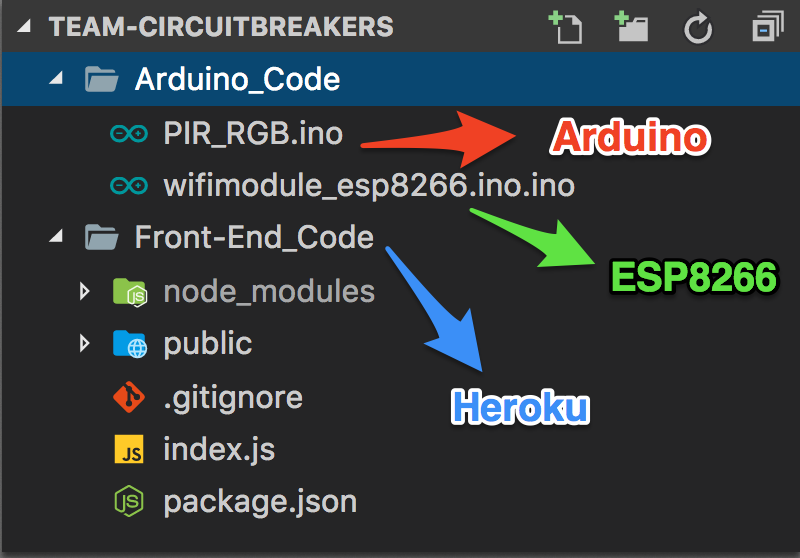 TEAM-CIRCUITBREAKERS
Arduino_Code
PIR_RGB.ino
Arduino
wifimodule_esp8266.ino.ino
Front-End_Code
ESP8266
node_modules
public
.gitignore
Heroku
JS index.js
package.json